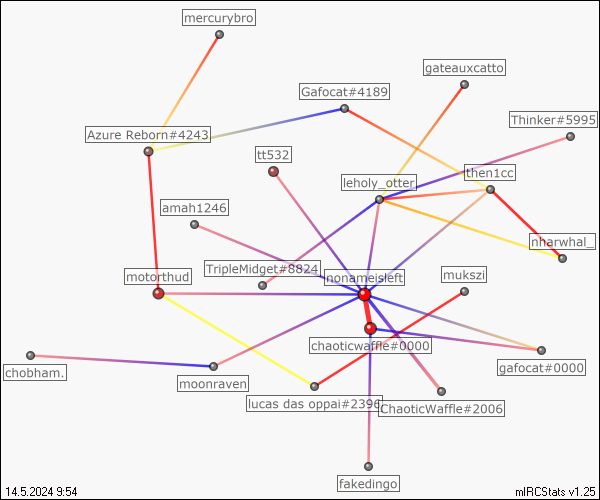 mercurybro
gateauxcatto
Gafocat#4189
Thinker#5995
Azure Reborn#4243
tt532
then1cc
leholy_otter
amah1246
nharwhal_
TripleMidget#8824
nonameisleft
mukszi
motorthud
chaoticwaffle#0000
gafocat#0000
chobham.
moonraven
lucas das oppai#2396
ChaoticWaffle#2006
fakedingo
14.5.2024 9:54
mIRCStats v1.25